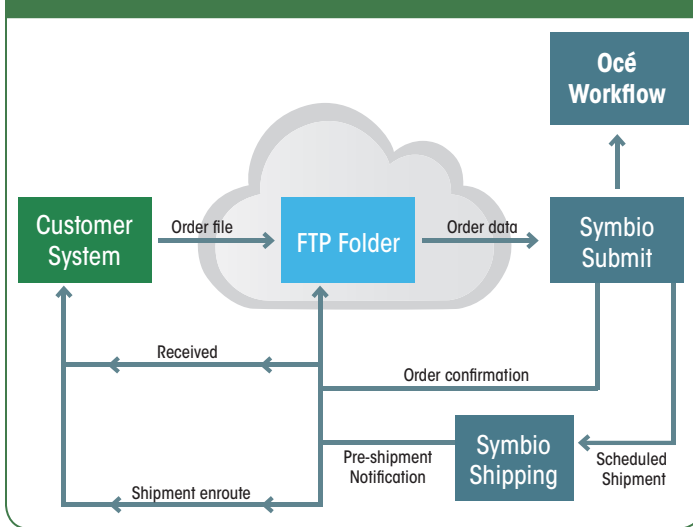 Océ
Workflow
Customer
System
Order file
FTP Folder
Order data
Symbio
Submit
Received
Order confirmation
Pre-shipment
Notification
Symbio
Shipping
Scheduled
Shipment
Shipment enroute